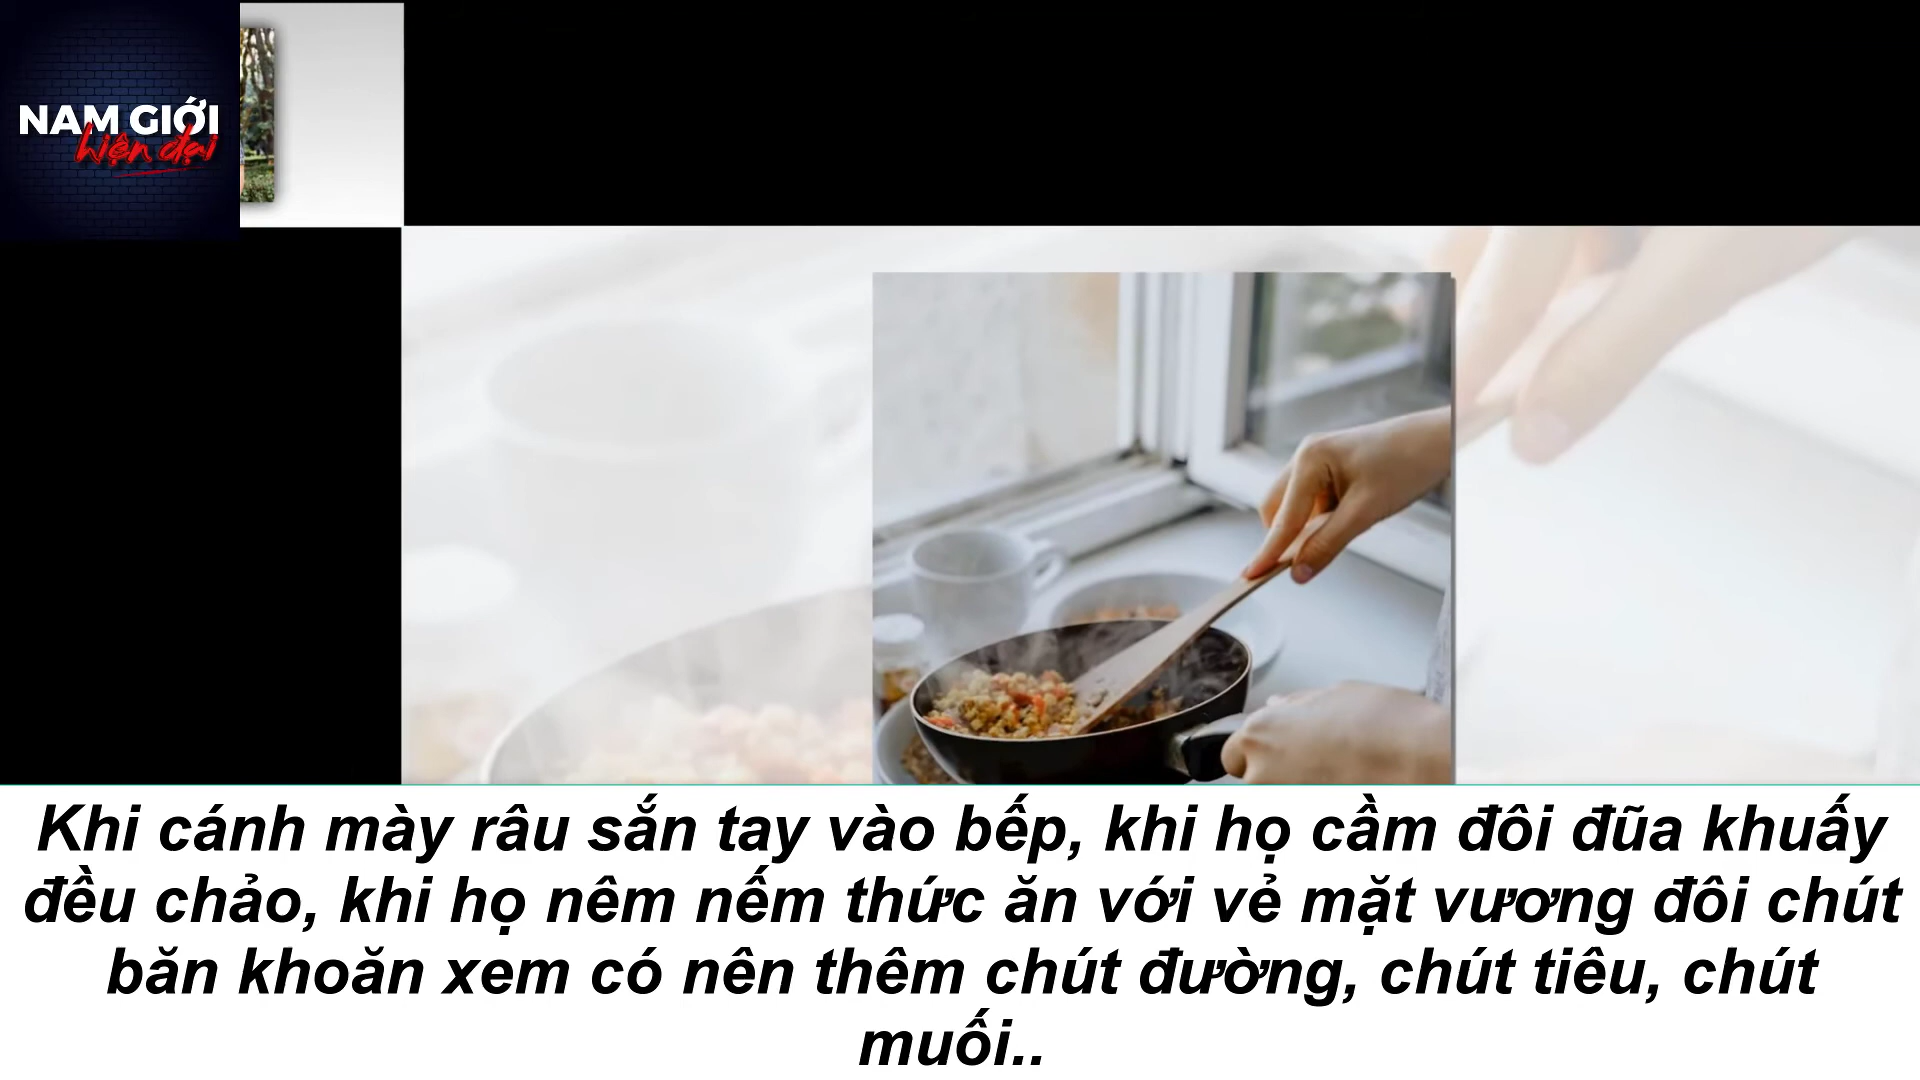 NAM GIỚI
hiện đại
Khi cánh mày râu sắn tay vào bếp, khi họ cầm đôi đũa khuấy
đều chảo, khi họ nêm nếm thức ăn với vẻ mặt vương đôi chút
băn khoăn xem có nên thêm chút đường, chút tiêu, chút
muối..